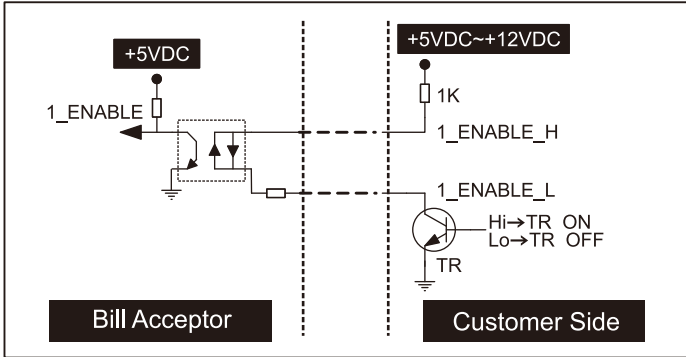 +5VDC
+5VDC~+12VDC
1K
1_ENABLE
1_ENABLE_H
1_ENABLE_L
Hi→TR ON
Lo→TR OFF
TR
Bill Acceptor
Customer Side